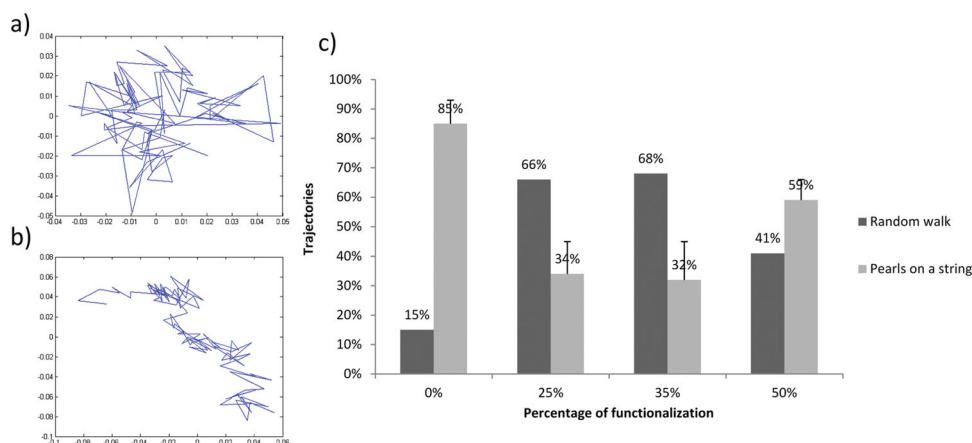 a)
0.04
0.03
0.02
0.01
0
-0.01
-0.02
-0.03
-0.04
-0.05
-0.04 -0.03 -0.02 -0.01 0 0.01 0.02 0.03 0.04 0.05
b)
0.08
0.06
0.04
0.02
0
-0.02
-0.04
-0.06
-0.08
-0.1
-0.1 -0.08 -0.06 -0.04 -0.02 0 0.02 0.04 0.06
c)
Trajectories
100%
90%
80%
70%
60%
50%
40%
30%
20%
10%
0%
15% 85% 66% 34% 68% 32% 41% 59%
0% 25% 35% 50%
Percentage of functionalization
Random walk
Pearls on a string